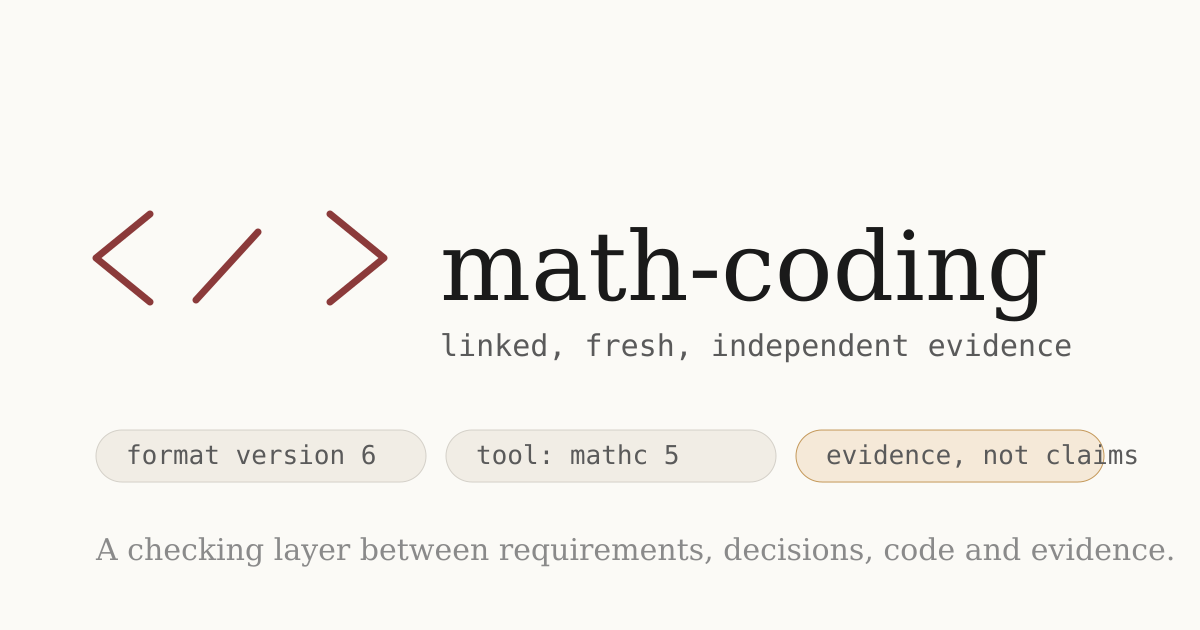 math-coding
linked, fresh, independent evidence
format version 6
tool: mathc 5
evidence, not claims
A checking layer between requirements, decisions, code and evidence.